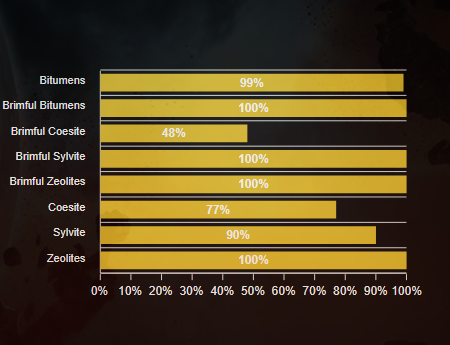 Bitumens 99%
Brimful Bitumens 100%
Brimful Coesite 48%
Brimful Sylvite 100%
Brimful Zeolites 100%
Coesite 77%
Sylvite 90%
Zeolites 100%
0% 10% 20% 30% 40% 50% 60% 70% 80% 90% 100%